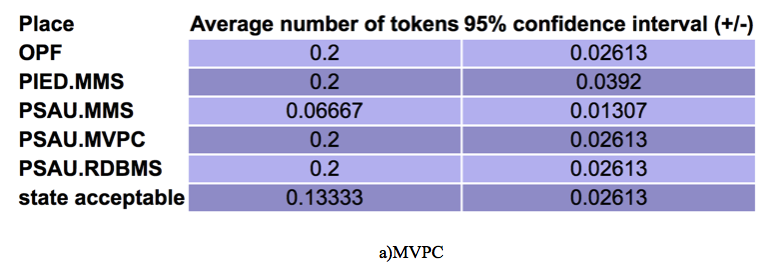 Place Average number of tokens 95% confidence interval (+/-)
OPF 0.2 0.02613
PIED.MMS 0.2 0.0392
PSAU.MMS 0.06667 0.01307
PSAU.MVPC 0.2 0.02613
PSAU.RDBMS 0.2 0.02613
state acceptable 0.13333 0.02613
a)MVPC